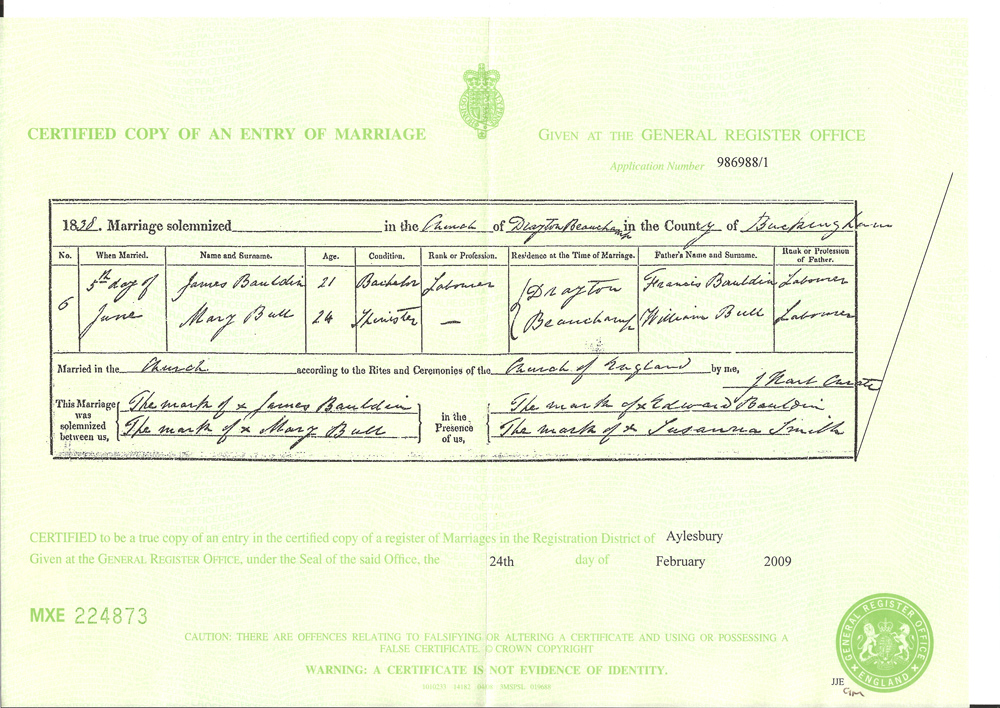 CERTIFIED COPY OF AN ENTRY OF MARRIAGE
GIVEN AT THE GENERAL REGISTER OFFICE
Application Number 986988/1
1838. Marriage solemnized in the Church of Drayton Beauchamp in the County of Buckingham
No. When Married. Name and Surname. Age. Condition. Rank or Profession. Residence at the Time of Marriage. Father's Name and Surname. Rank or Profession of Father.
6 5th day of James Bauldin 21 Bachelor Labourer Drayton Francis Bauldin Labourer
June Mary Bull 24 Spinster — Beauchamp William Bull Labourer
Married in the Church according to the Rites and Ceremonies of the Church of England by me,
J Hart Curate
This Marriage was solemnized between us,
The mark of x James Bauldin
The mark of x Mary Bull
in the Presence of us,
The mark of x Edward Bauldin
The mark of x Susanna Smith
CERTIFIED to be a true copy of an entry in the certified copy of a register of Marriages in the Registration District of Aylesbury
Given at the GENERAL REGISTER OFFICE, under the Seal of the said Office, the 24th day of February 2009
MXE 224873
CAUTION: THERE ARE OFFENCES RELATING TO FALSIFYING OR ALTERING A CERTIFICATE AND USING OR POSSESSING A
FALSE CERTIFICATE. © CROWN COPYRIGHT
WARNING: A CERTIFICATE IS NOT EVIDENCE OF IDENTITY.
GENERAL REGISTER OFFICE
ENGLAND
JJE